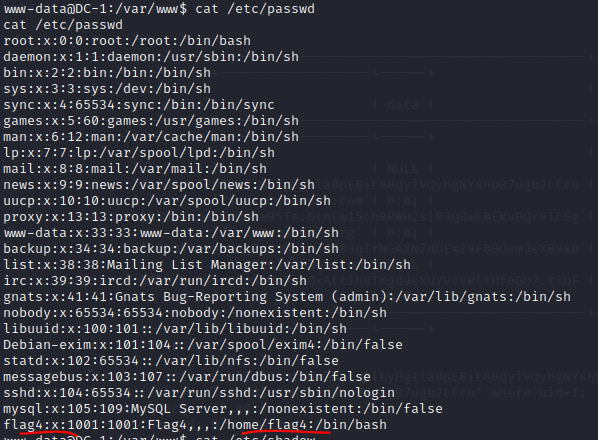 www-data@DC-1:/var/www$ cat /etc/passwd
cat /etc/passwd
root:x:0:0:root:/root:/bin/bash
daemon:x:1:1:daemon:/usr/sbin:/bin/sh
bin:x:2:2:bin:/bin:/bin/sh
sys:x:3:3:sys:/dev:/bin/sh
sync:x:4:65534:sync:/bin:/bin/sync
games:x:5:60:games:/usr/games:/bin/sh
man:x:6:12:man:/var/cache/man:/bin/sh
lp:x:7:7:lp:/var/spool/lpd:/bin/sh
mail:x:8:8:mail:/var/mail:/bin/sh
news:x:9:9:news:/var/spool/news:/bin/sh
uucp:x:10:10:uucp:/var/spool/uucp:/bin/sh
proxy:x:13:13:proxy:/bin:/bin/sh
www-data:x:33:33:www-data:/var/www:/bin/sh
backup:x:34:34:backup:/var/backups:/bin/sh
list:x:38:38:Mailing List Manager:/var/list:/bin/sh
irc:x:39:39:ircd:/var/run/ircd:/bin/sh
gnats:x:41:41:Gnats Bug-Reporting System (admin):/var/lib/gnats:/bin/sh
nobody:x:65534:65534:nobody:/nonexistent:/bin/sh
libuuid:x:100:101::/var/lib/libuuid:/bin/sh
Debian-exim:x:101:104::/var/spool/exim4:/bin/false
statd:x:102:65534::/var/lib/nfs:/bin/false
messagebus:x:103:107::/var/run/dbus:/bin/false
sshd:x:104:65534::/var/run/sshd:/usr/sbin/nologin
mysql:x:105:109:MySQL Server,,,:/nonexistent:/bin/false
flag4:x:1001:1001:Flag4,,,:/home/flag4:/bin/bash
www-data@DC-1:/var/www$ cat /etc/shadow